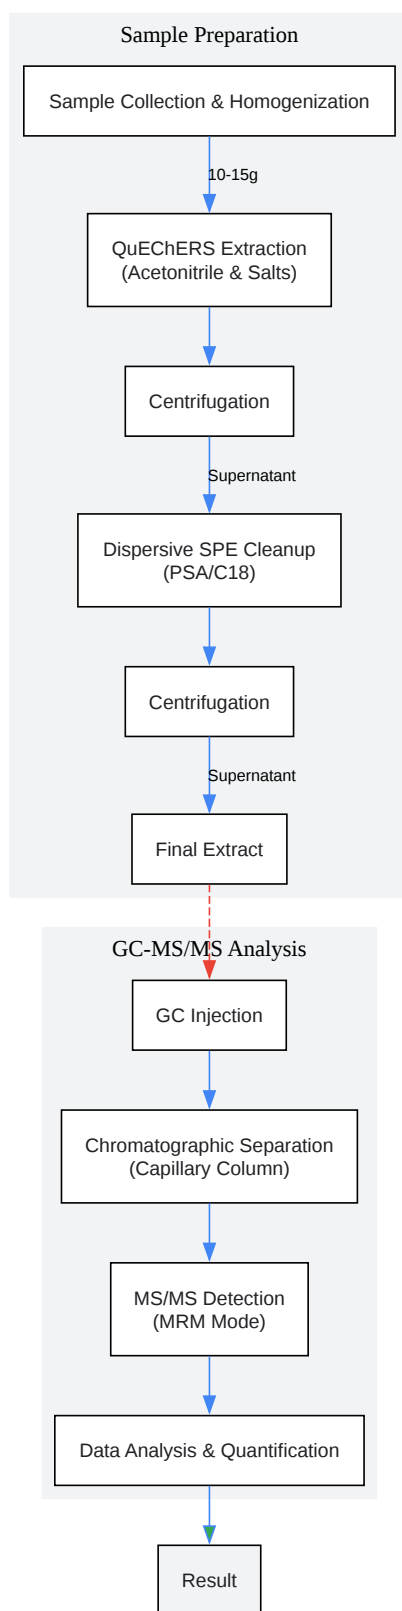 Sample Preparation
Sample Collection & Homogenization
10-15g
QuEChERS Extraction
(Acetonitrile & Salts)
Centrifugation
Supernatant
Dispersive SPE Cleanup
(PSA/C18)
Centrifugation
Supernatant
Final Extract
GC-MS/MS Analysis
GC Injection
Chromatographic Separation
(Capillary Column)
MS/MS Detection
(MRM Mode)
Data Analysis & Quantification
Result